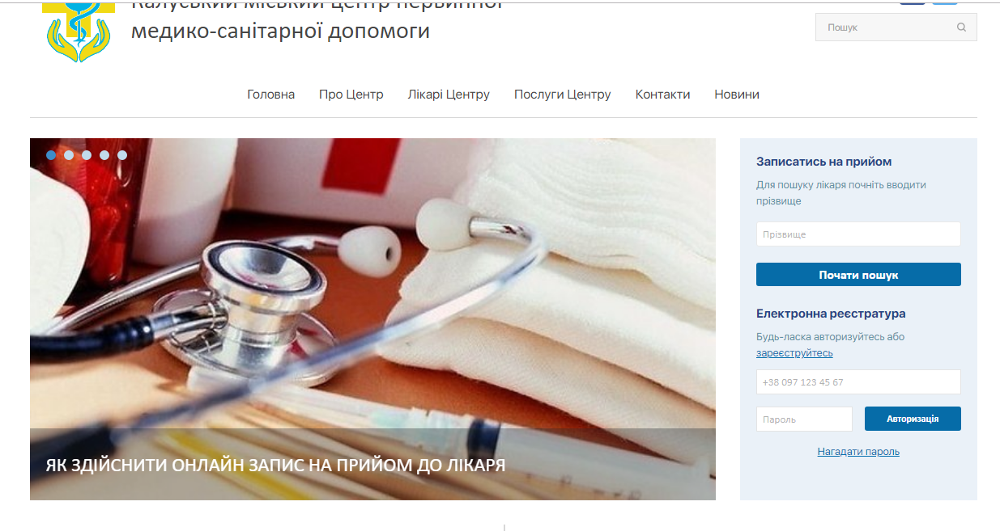 Калуський міський центр первинної
медико-санітарної допомоги
Пошук
Головна Про Центр Лікарі Центру Послуги Центру Контакти Новини
Записатись на прийом
Для пошуку лікаря почніть вводити
прізвище
Прізвище
Почати пошук
Електронна реєстратура
Будь-ласка авторизуйтесь або
зареєструйтесь
+38 097 123 45 67
Пароль Авторизація
Нагадати пароль
ЯК ЗДІЙСНИТИ ОНЛАЙН ЗАПИС НА ПРИЙОМ ДО ЛІКАРЯ